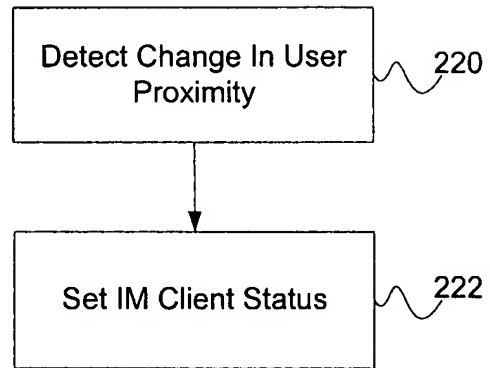 Detect Change In User
Proximity
220
Set IM Client Status
222